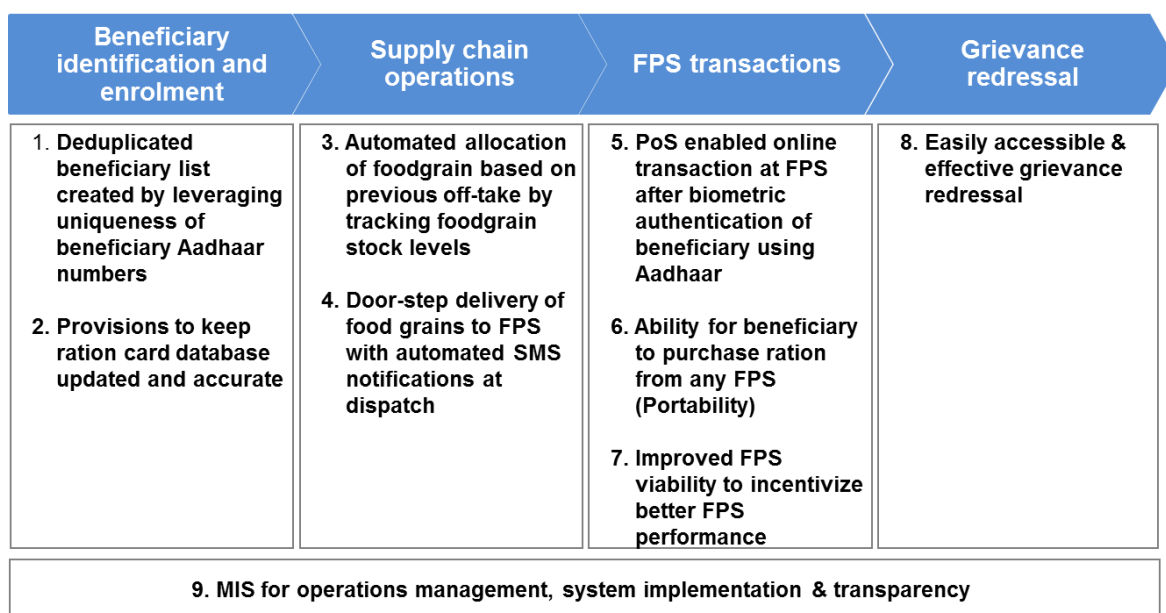 Beneficiary
identification and
enrolment
Supply chain
operations
FPS transactions
Grievance
redressal
1. Deduplicated
beneficiary list
created by leveraging
uniqueness of
beneficiary Aadhaar
numbers
2. Provisions to keep
ration card database
updated and accurate
3. Automated allocation
of foodgrain based on
previous off-take by
tracking foodgrain
stock levels
4. Door-step delivery of
food grains to FPS
with automated SMS
notifications at
dispatch
5. PoS enabled online
transaction at FPS
after biometric
authentication of
beneficiary using
Aadhaar
6. Ability for beneficiary
to purchase ration
from any FPS
(Portability)
7. Improved FPS
viability to incentivize
better FPS
performance
8. Easily accessible &
effective grievance
redressal
9. MIS for operations management, system implementation & transparency